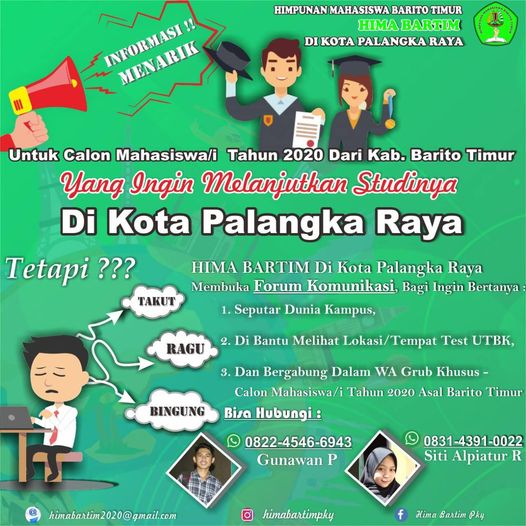 HIMPUNAN MAHASISWA BARITO TIMUR
HIMA BARTIM
DI KOTA PALANGKA RAYA
INFORMASI !!
MENARIK
Untuk Calon Mahasiswa/i Tahun 2020 Dari Kab. Barito Timur
Yang Ingin Melanjutkan Studinya
Di Kota Palangka Raya
Tetapi ???
TAKUT
RAGU
BINGUNG
HIMA BARTIM Di Kota Palangka Raya
Membuka Forum Komunikasi, Bagi Ingin Bertanya :
1. Seputar Dunia Kampus,
2. Di Bantu Melihat Lokasi/Tempat Test UTBK,
3. Dan Bergabung Dalam WA Grub Khusus -
Calon Mahasiswa/i Tahun 2020 Asal Barito Timur
Bisa Hubungi :
0822-4546-6943
Gunawan P
0831-4391-0022
Siti Alpiatur R
himabartim2020@gmail.com
himabartimpky
Hima Bartim Pky